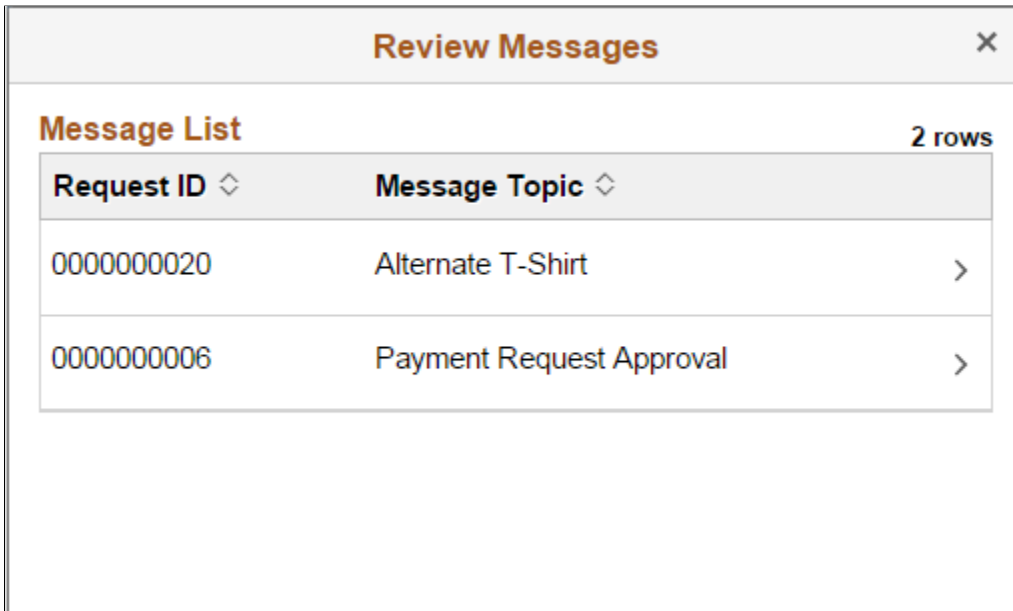 Review Messages
Message List
2 rows
Request ID Message Topic
0000000020 Alternate T-Shirt
0000000006 Payment Request Approval